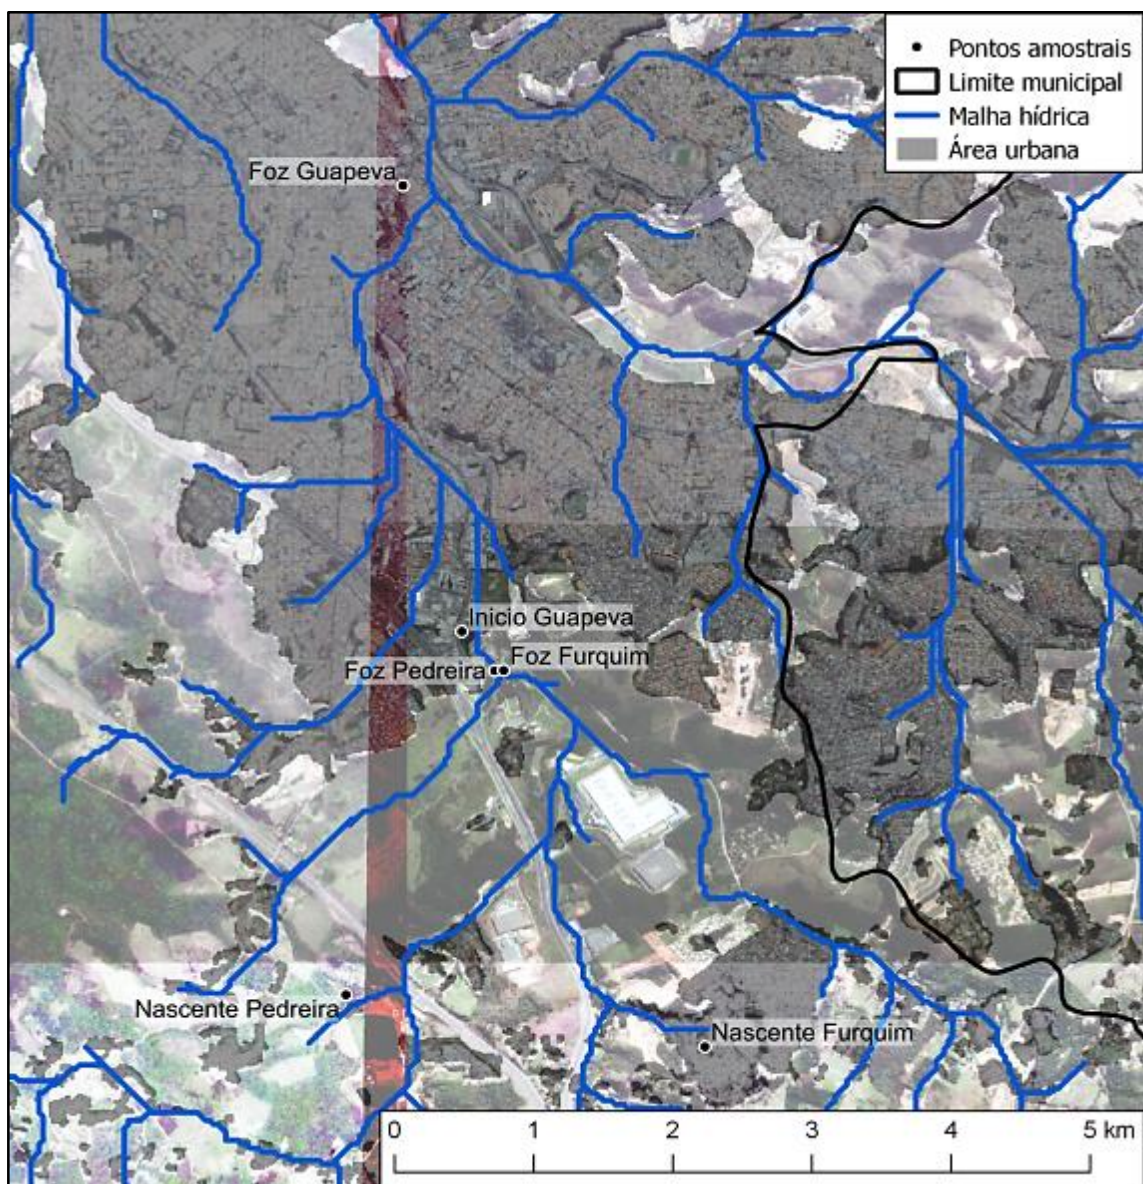 Pontos amostrais
Limite municipal
Malha hídrica
Área urbana
Foz Guapeva
Inicio Guapeva
Foz Pedreira
Foz Furquim
Nascente Pedreira
Nascente Furquim
0 1 2 3 4 5 km